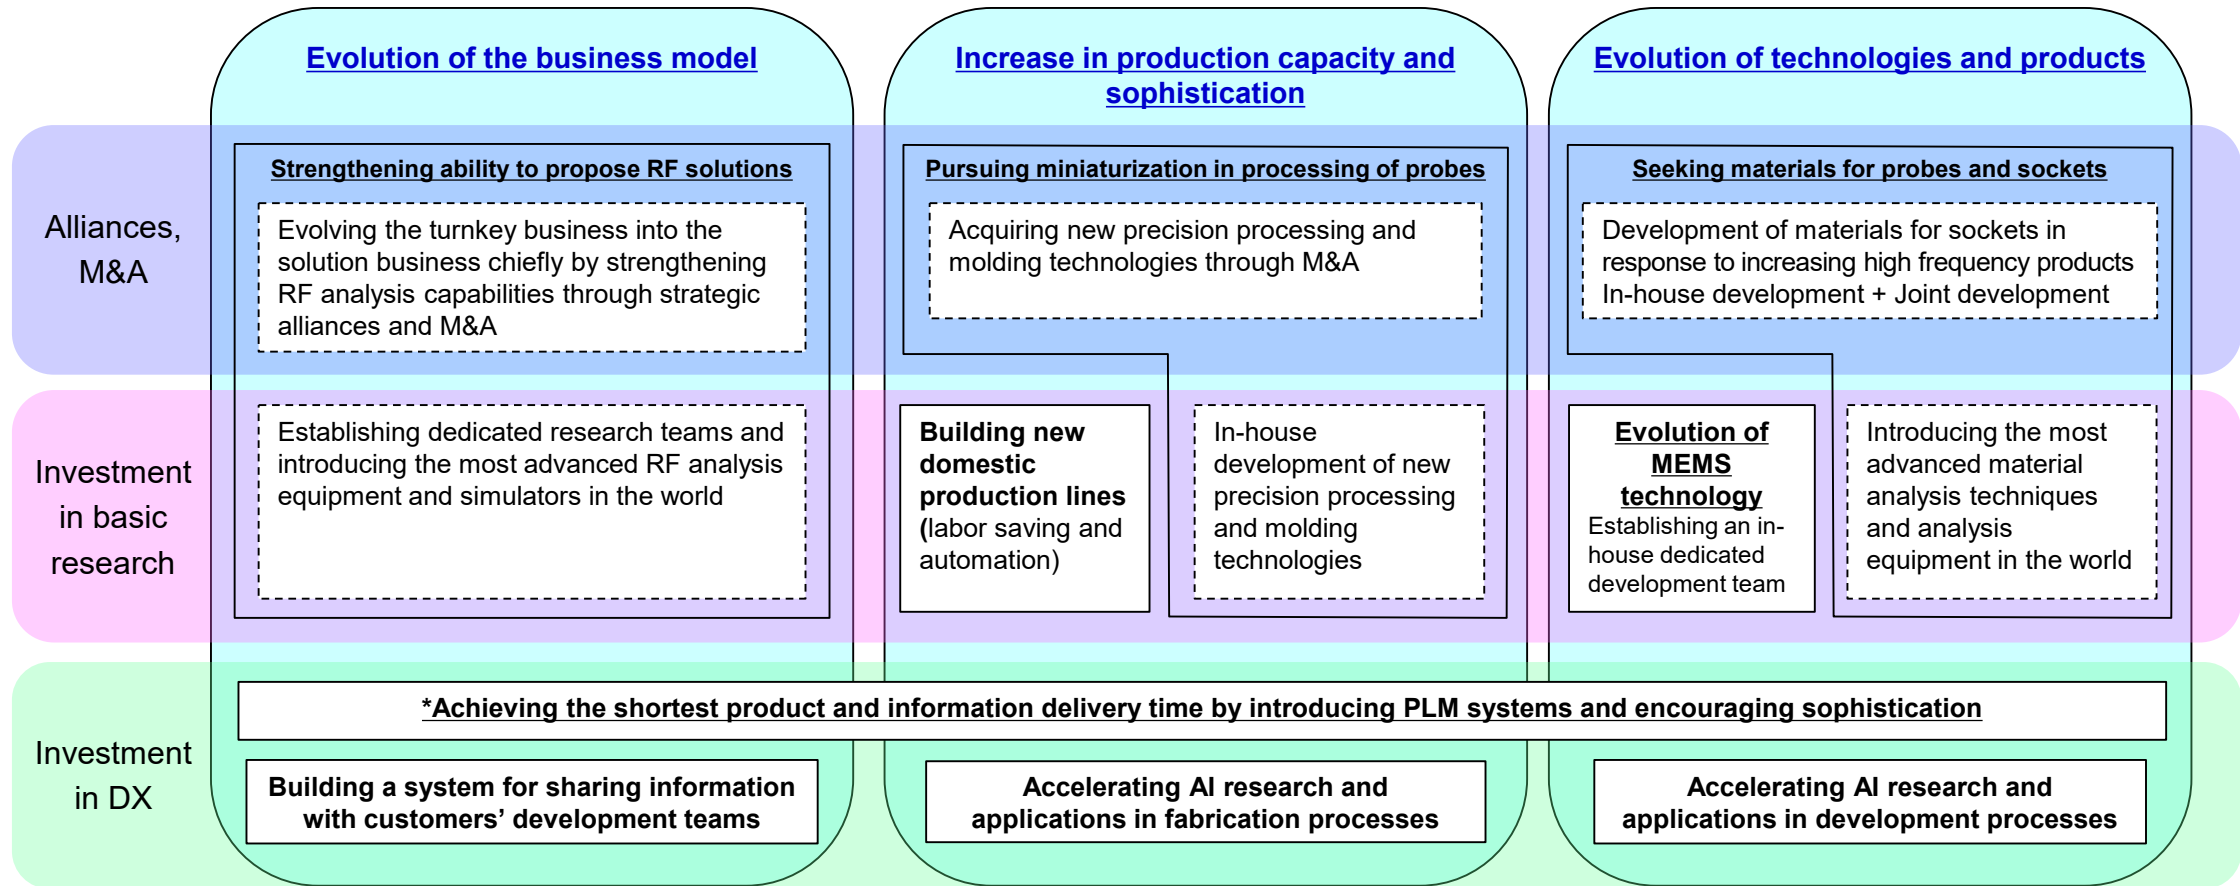 Evolution of the business model
Increase in production capacity and
sophistication
Evolution of technologies and products
Alliances,
M&A
Strengthening ability to propose RF solutions
Evolving the turnkey business into the
solution business chiefly by strengthening
RF analysis capabilities through strategic
alliances and M&A
Pursuing miniaturization in processing of probes
Acquiring new precision processing and
molding technologies through M&A
Seeking materials for probes and sockets
Development of materials for sockets in
response to increasing high frequency products
In-house development + Joint development
Investment
in basic
research
Establishing dedicated research teams and
introducing the most advanced RF analysis
equipment and simulators in the world
Building new
domestic
production lines
(labor saving and
automation)
In-house
development of new
precision processing
and molding
technologies
Evolution of
MEMS
technology
Establishing an in-
house dedicated
development team
Introducing the most
advanced material
analysis techniques
and analysis
equipment in the world
Investment
in DX
*Achieving the shortest product and information delivery time by introducing PLM systems and encouraging sophistication
Building a system for sharing information
with customers’ development teams
Accelerating AI research and
applications in fabrication processes
Accelerating AI research and
applications in development processes